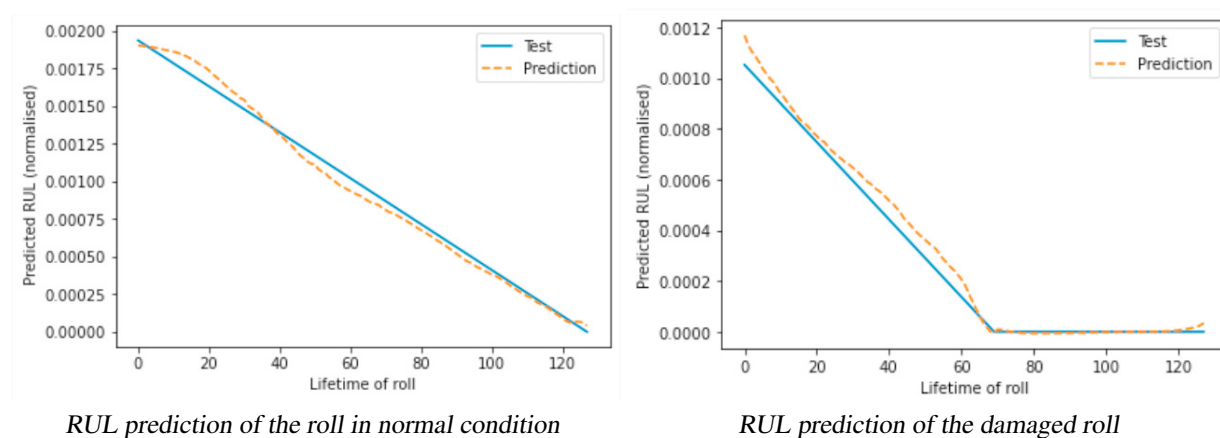 0.00200
0.00175
0.00150
0.00125
0.00100
0.00075
0.00050
0.00025
0.00000
Predicted RUL (normalised)
0 20 40 60 80 100 120
Lifetime of roll
Test
Prediction
RUL prediction of the roll in normal condition
0.0012
0.0010
0.0008
0.0006
0.0004
0.0002
0.0000
Predicted RUL (normalised)
0 20 40 60 80 100 120
Lifetime of roll
Test
Prediction
RUL prediction of the damaged roll